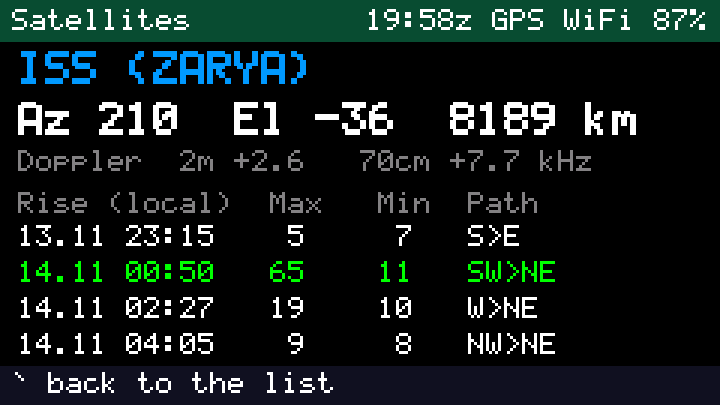 Satellites 19:58z GPS WiFi 87%
ISS (ZARYA)
Az 210 El -36 8189 km
Doppler 2m +2.6 70cm +7.7 kHz
Rise (local) Max Min Path
13.11 23:15 5 7 S>E
14.11 00:50 65 11 SW>NE
14.11 02:27 19 10 W>NE
14.11 04:05 9 8 NW>NE
` back to the list